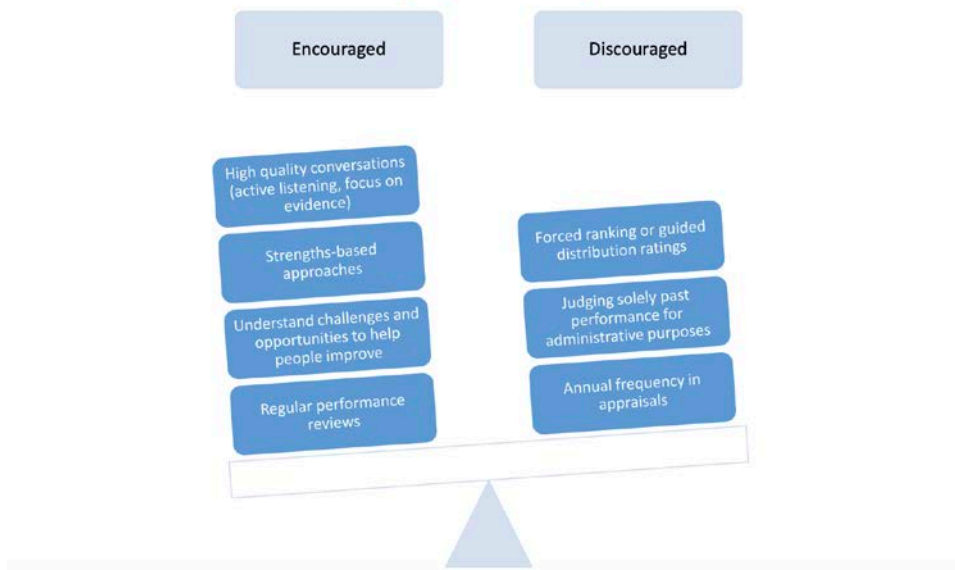 Encouraged
Discouraged
High quality conversations
(active listening, focus on
evidence)
Strengths-based
approaches
Understand challenges and
opportunities to help
people improve
Regular performance
reviews
Forced ranking or guided
distribution ratings
Judging solely past
performance for
administrative purposes
Annual frequency in
appraisals